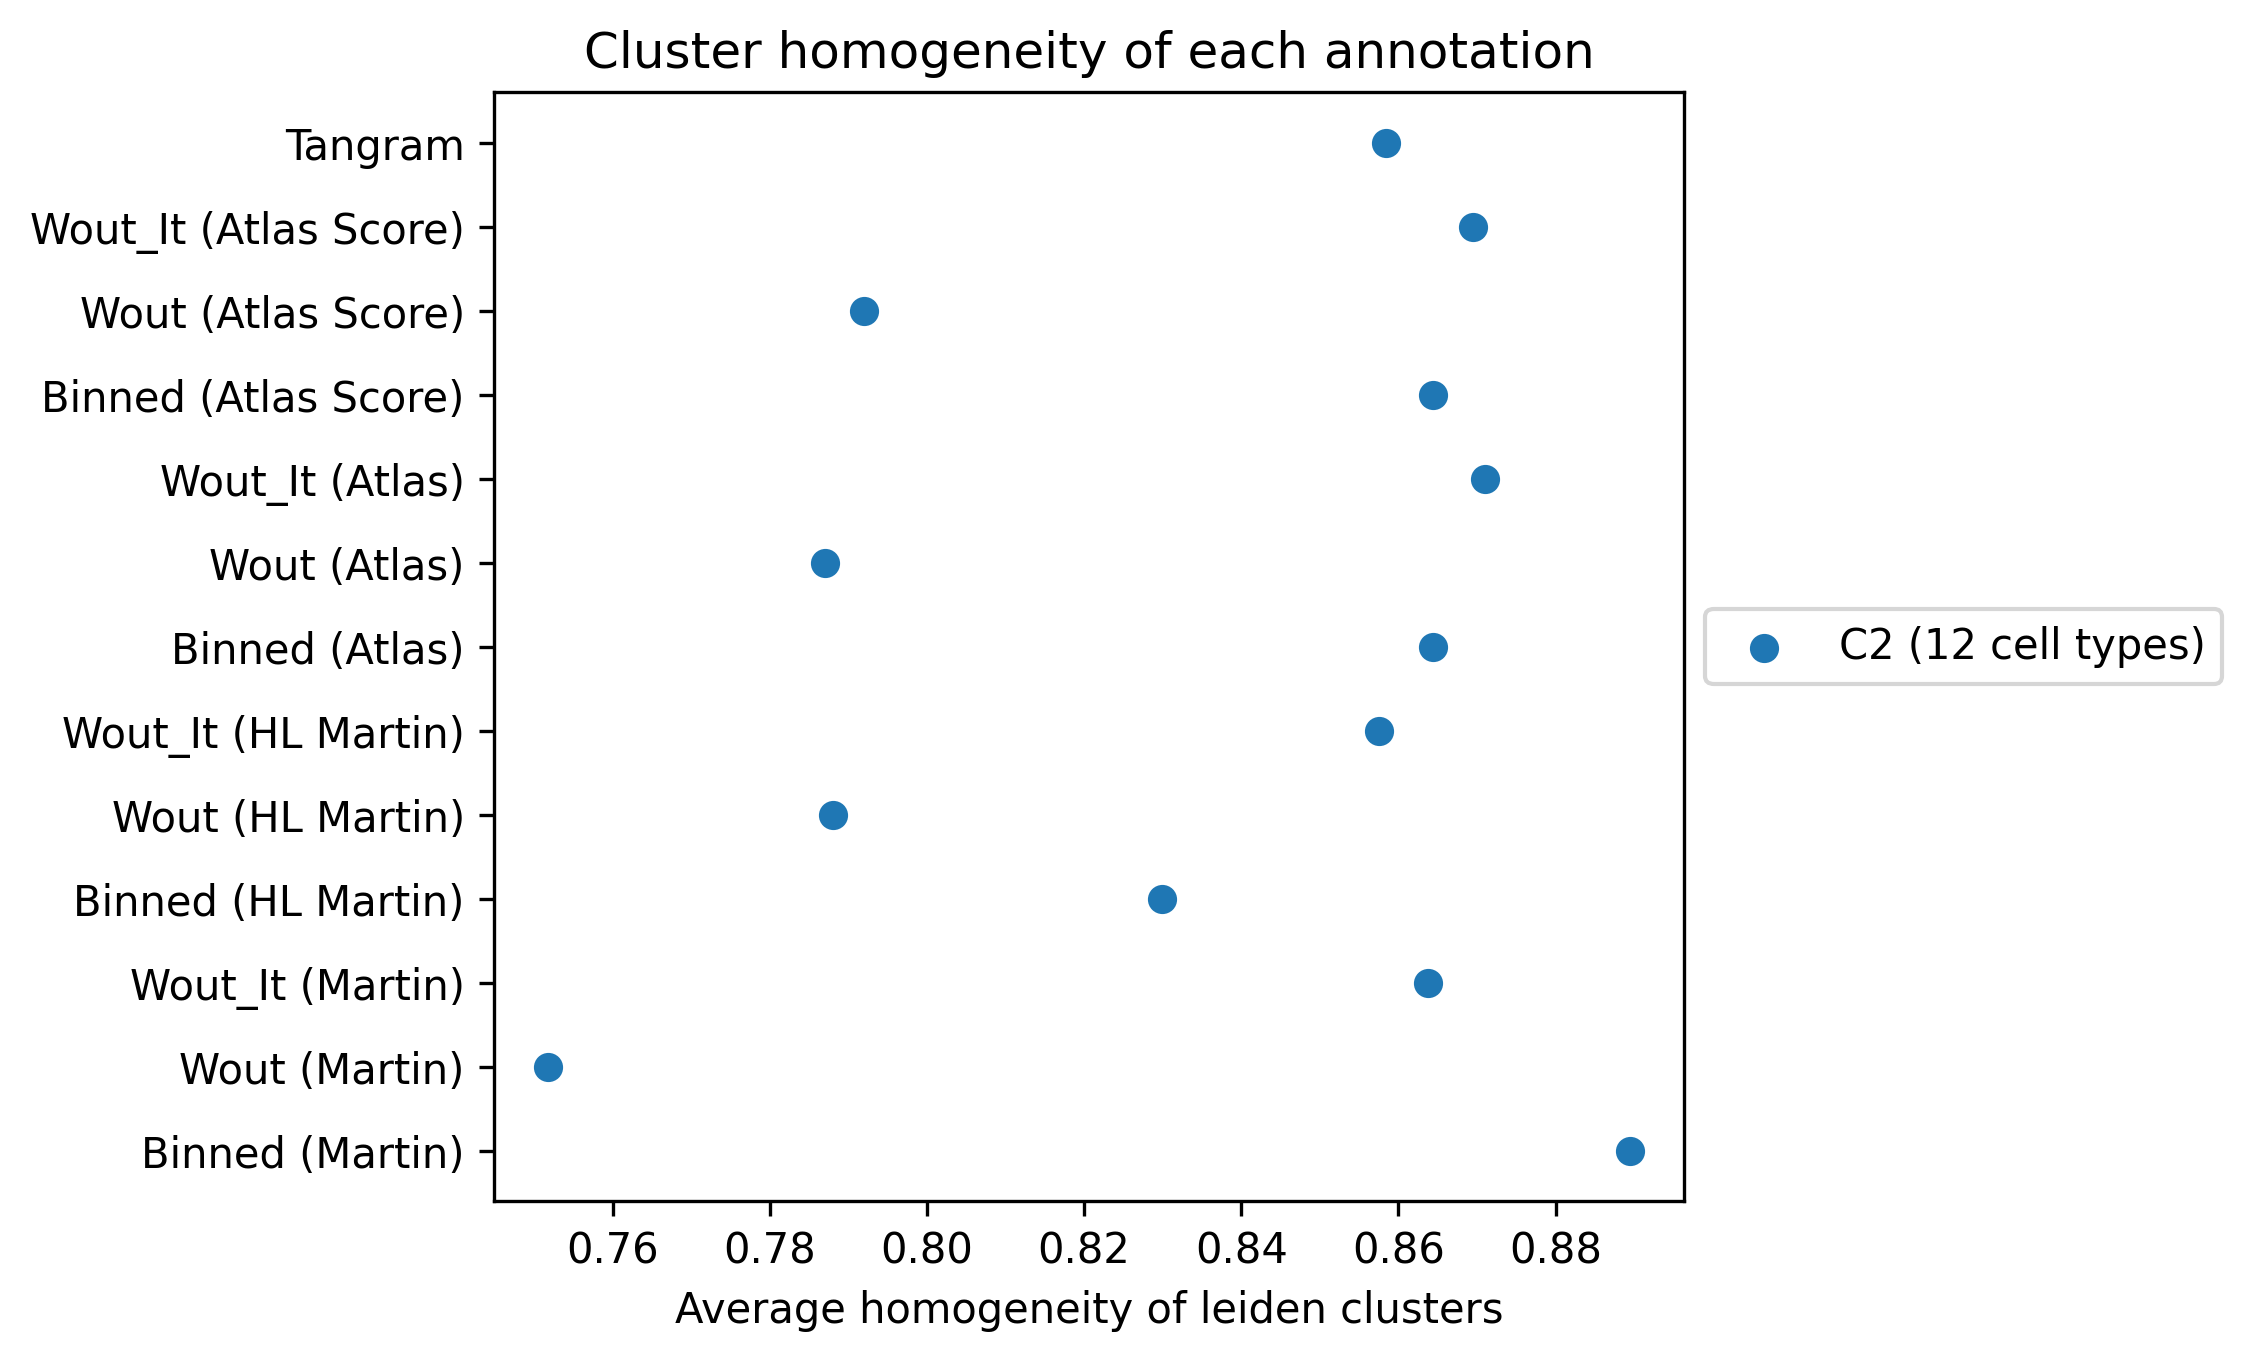 Cluster homogeneity of each annotation
Tangram
Wout_It (Atlas Score)
Wout (Atlas Score)
Binned (Atlas Score)
Wout_It (Atlas)
Wout (Atlas)
Binned (Atlas)
Wout_It (HL Martin)
Wout (HL Martin)
Binned (HL Martin)
Wout_It (Martin)
Wout (Martin)
Binned (Martin)
C2 (12 cell types)
0.76 0.78 0.80 0.82 0.84 0.86 0.88
Average homogeneity of leiden clusters